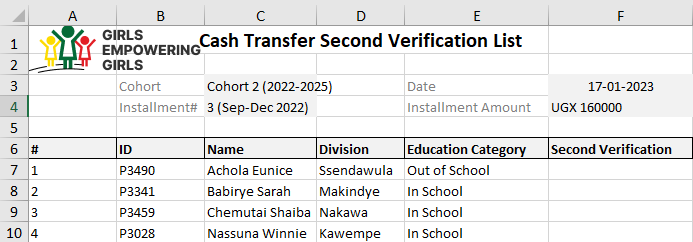 A B C D E F
1 GIRLS EMPOWERING GIRLS Cash Transfer Second Verification List
2
3 Cohort Cohort 2 (2022-2025) Date 17-01-2023
4 Installment# 3 (Sep-Dec 2022) Installment Amount UGX 160000
5
6 # ID Name Division Education Category Second Verification
7 1 P3490 Achola Eunice Ssendawula Out of School
8 2 P3341 Babirye Sarah Makindye In School
9 3 P3459 Chemutai Shaiba Nakawa In School
10 4 P3028 Nassuna Winnie Kawempe In School